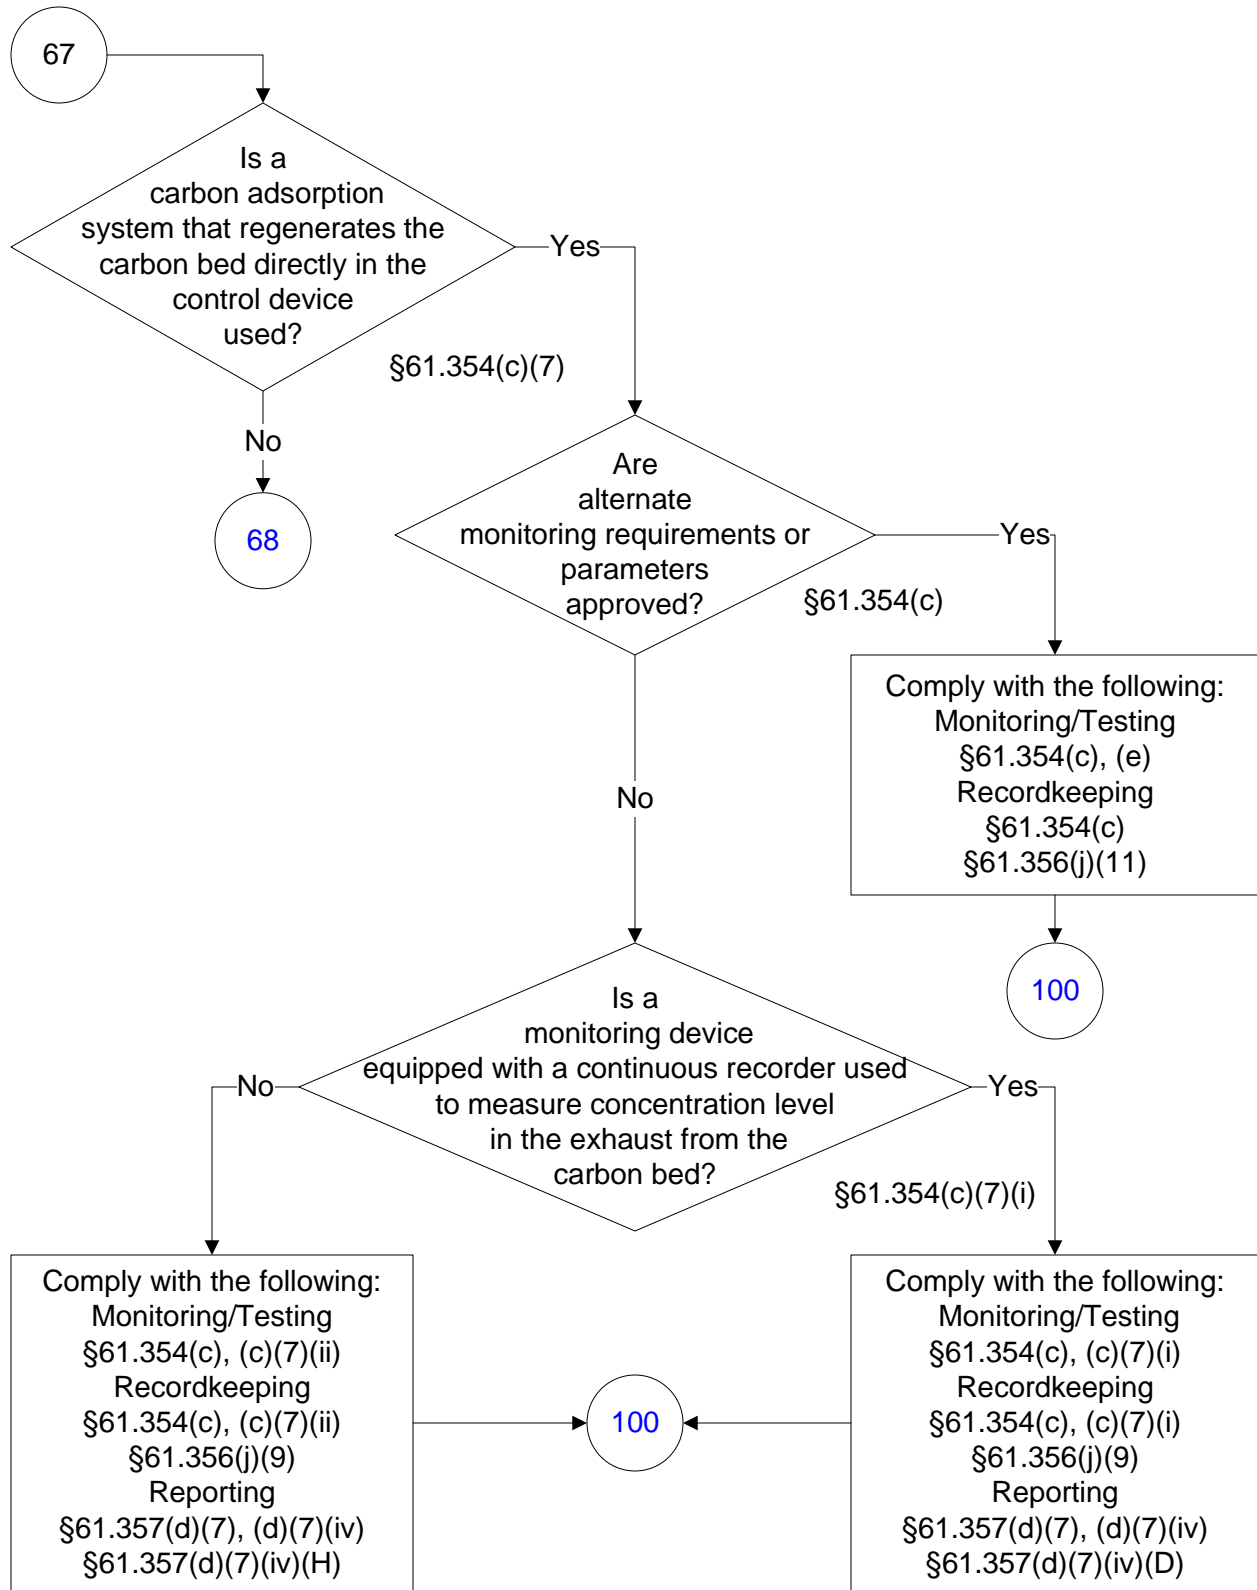 67
Is a
carbon adsorption
system that regenerates the
carbon bed directly in the
control device
used?
Yes
§61.354(c)(7)
No
68
Are
alternate
monitoring requirements or
parameters
approved?
Yes
§61.354(c)
Comply with the following:
Monitoring/Testing
§61.354(c), (e)
Recordkeeping
§61.354(c)
§61.356(j)(11)
No
100
Is a
monitoring device
equipped with a continuous recorder used
to measure concentration level
in the exhaust from the
carbon bed?
No
Yes
§61.354(c)(7)(i)
Comply with the following:
Monitoring/Testing
§61.354(c), (c)(7)(ii)
Recordkeeping
§61.354(c), (c)(7)(ii)
§61.356(j)(9)
Reporting
§61.357(d)(7), (d)(7)(iv)
§61.357(d)(7)(iv)(H)
100
Comply with the following:
Monitoring/Testing
§61.354(c), (c)(7)(i)
Recordkeeping
§61.354(c), (c)(7)(i)
§61.356(j)(9)
Reporting
§61.357(d)(7), (d)(7)(iv)
§61.357(d)(7)(iv)(D)